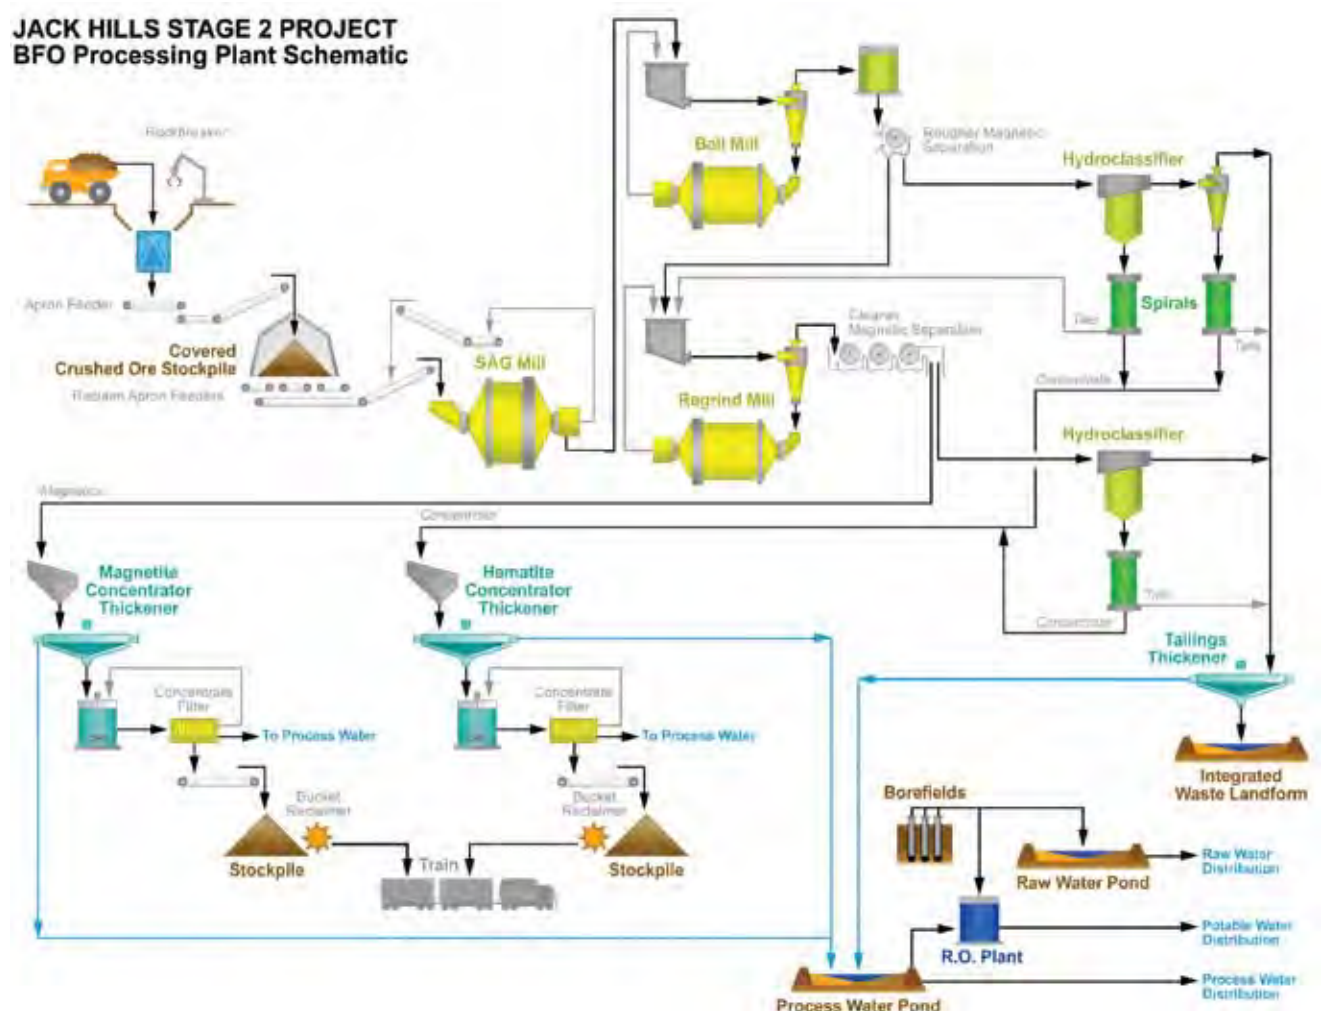 JACK HILLS STAGE 2 PROJECT
BFO Processing Plant Schematic
Rockbreaker
Apron Feeder
Covered
Crushed Ore Stockpile
Reclaim Apron Feeders
SAG Mill
Ball Mill
Rougher Magnetic
Separation
Hydroclassifier
Spirals
Tails
Tails
Concentrate
Cleaner
Magnetic Separation
Regrind Mill
Hydroclassifier
Magnetics
Concentrate
Tails
Concentrate
Magnetite
Concentrator
Thickener
Hematite
Concentrator
Thickener
Tailings
Thickener
Concentrate
Filter
To Process Water
Concentrate
Filter
To Process Water
Integrated
Waste Landform
Bucket
Reclaimer
Stockpile
Train
Bucket
Reclaimer
Stockpile
Borefields
Raw Water Pond
Raw Water
Distribution
R.O. Plant
Potable Water
Distribution
Process Water Pond
Process Water
Distribution